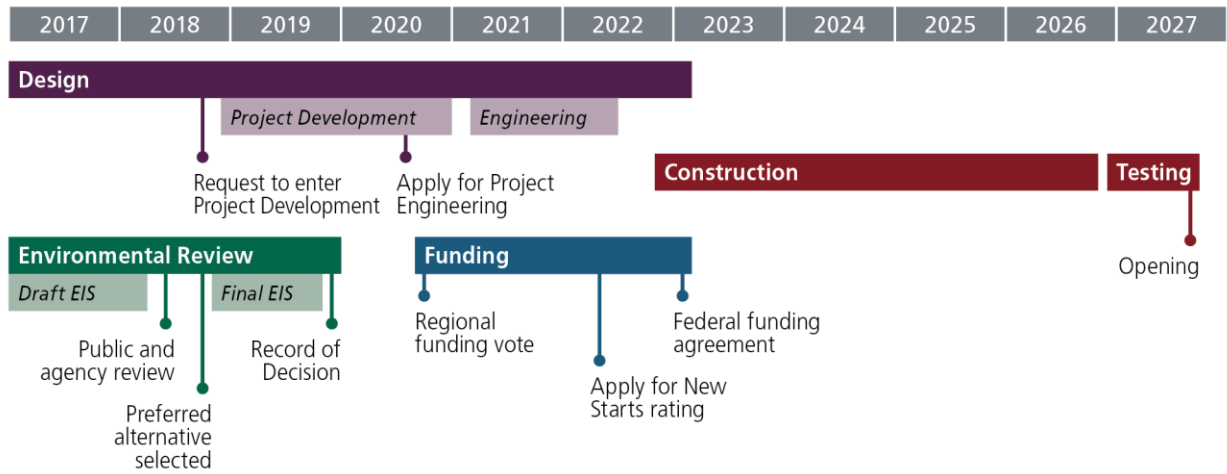 2017 2018 2019 2020 2021 2022 2023 2024 2025 2026 2027
Design
Project Development
Engineering
Request to enter
Project Development
Apply for Project
Engineering
Construction
Testing
Opening
Environmental Review
Draft EIS
Final EIS
Public and
agency review
Preferred
alternative
selected
Record of
Decision
Funding
Regional
funding vote
Apply for New
Starts rating
Federal funding
agreement